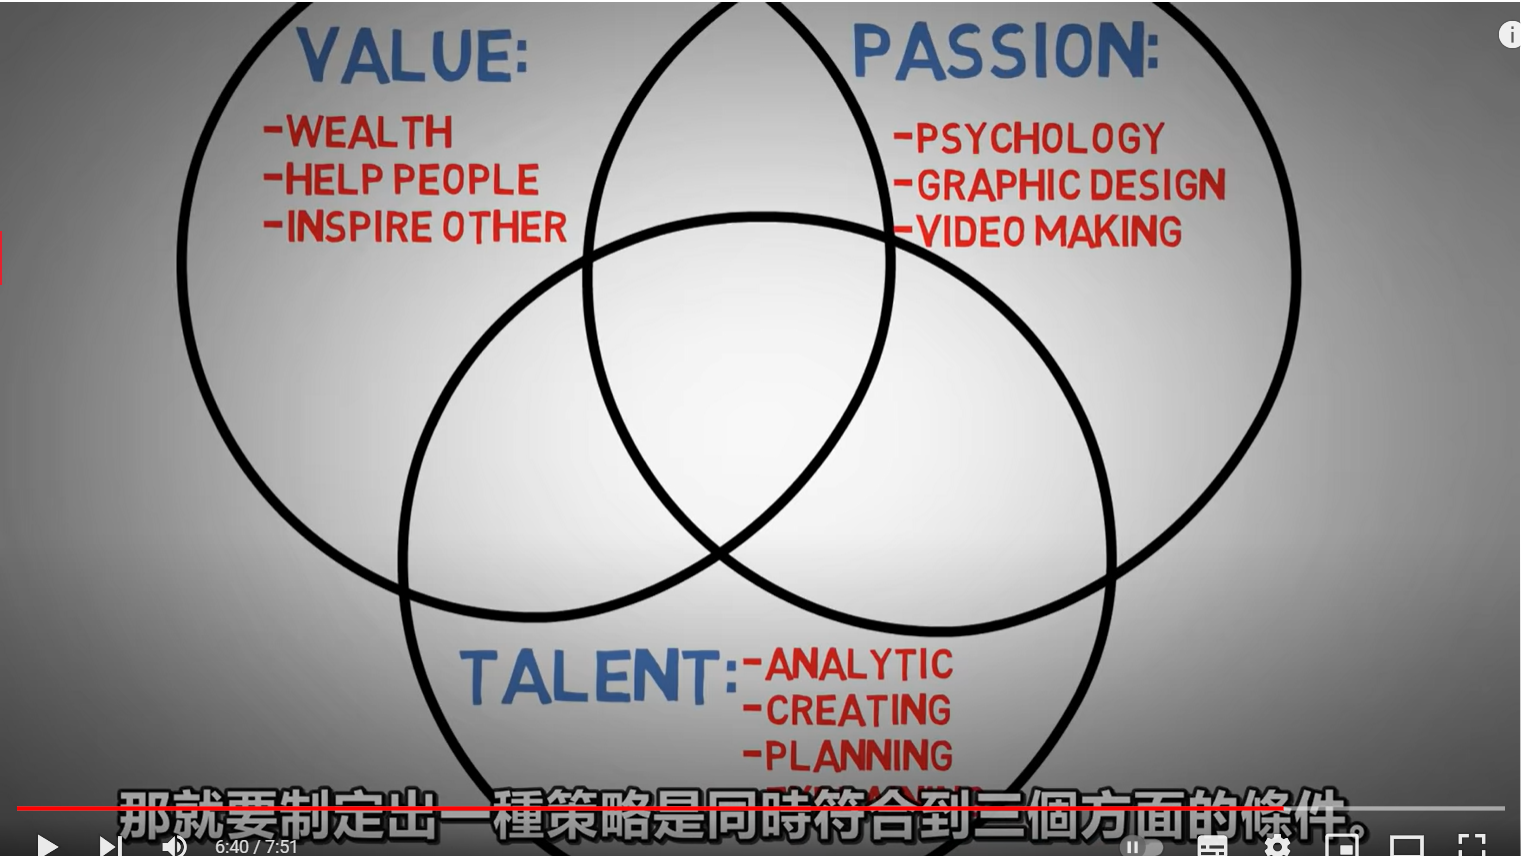 VALUE:
-WEALTH
-HELP PEOPLE
-INSPIRE OTHER
PASSION:
-PSYCHOLOGY
-GRAPHIC DESIGN
-VIDEO MAKING
TALENT:
-ANALYTIC
-CREATING
-PLANNING
那就要制定出一種策略是同時符合到三個方面的條件。
6:40 / 7:51